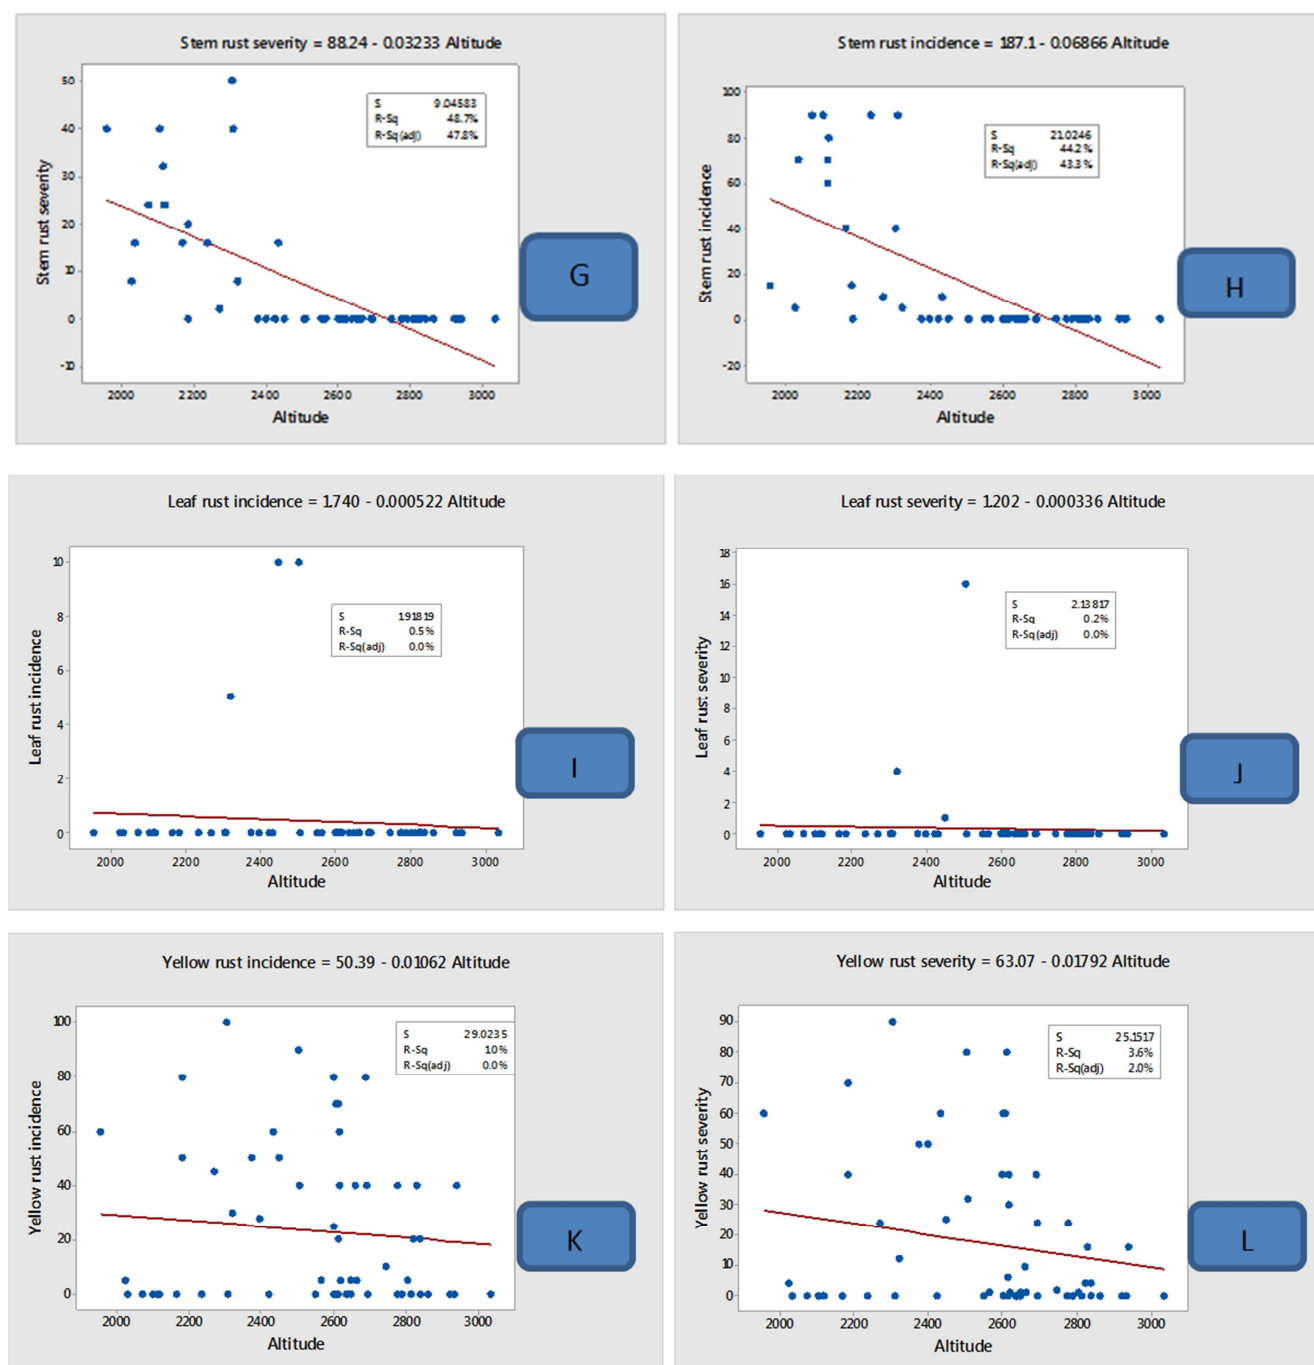 Stem rust severity = 88.24 - 0.03233 Altitude
50
40
30
20
10
0
-10
Stem rust severity
S 9.04583
R-Sq 48.7%
R-Sq(adj) 47.8%
2000 2200 2400 2600 2800 3000
Altitude
G
Stem rust incidence = 187.1 - 0.06866 Altitude
100
80
60
40
20
0
-20
Stem rust incidence
S 21.0246
R-Sq 44.2%
R-Sq(adj) 43.3%
2000 2200 2400 2600 2800 3000
Altitude
H
Leaf rust incidence = 1.740 - 0.000522 Altitude
10
8
6
4
2
0
Leaf rust incidence
S 1.91819
R-Sq 0.5%
R-Sq(adj) 0.0%
2000 2200 2400 2600 2800 3000
Altitude
I
Leaf rust severity = 1.202 - 0.000336 Altitude
18
16
14
12
10
8
6
4
2
0
Leaf rust severity
S 2.13817
R-Sq 0.2%
R-Sq(adj) 0.0%
2000 2200 2400 2600 2800 3000
Altitude
J
Yellow rust incidence = 50.39 - 0.01062 Altitude
100
80
60
40
20
0
Yellow rust incidence
S 29.0235
R-Sq 1.0%
R-Sq(adj) 0.0%
2000 2200 2400 2600 2800 3000
Altitude
K
Yellow rust severity = 63.07 - 0.01792 Altitude
90
80
70
60
50
40
30
20
10
0
Yellow rust severity
S 25.1517
R-Sq 3.6%
R-Sq(adj) 2.0%
2000 2200 2400 2600 2800 3000
Altitude
L